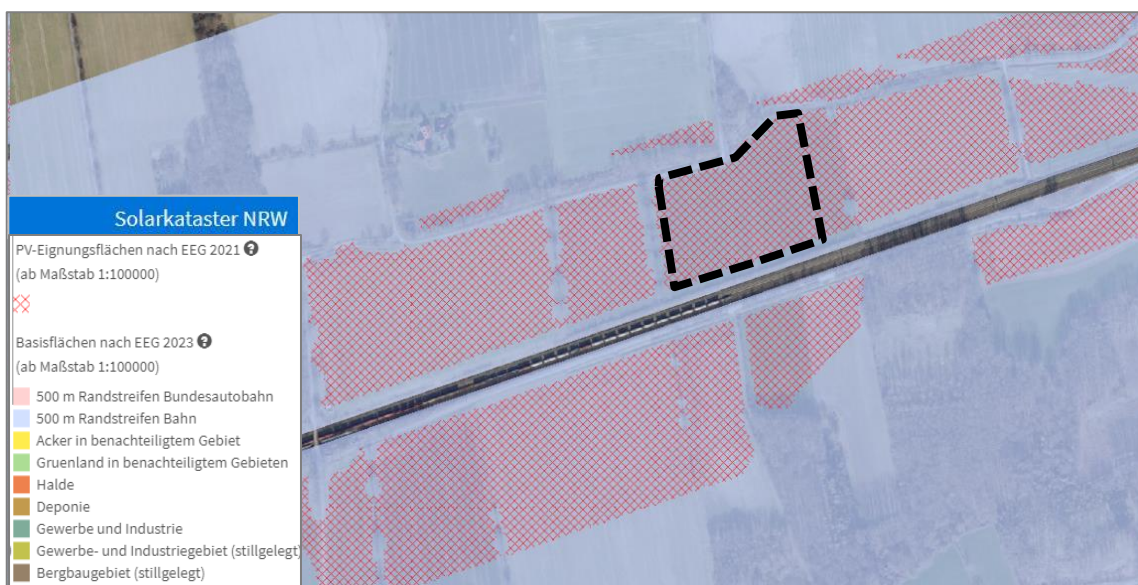 Solarkataster NRW
PV-Eignungsflächen nach EEG 2021 ?
(ab Maßstab 1:100000)
Basisflächen nach EEG 2023 ?
(ab Maßstab 1:100000)
500 m Randstreifen Bundesautobahn
500 m Randstreifen Bahn
Acker in benachteiligtem Gebiet
Gruenland in benachteiligtem Gebieten
Halde
Deponie
Gewerbe und Industrie
Gewerbe- und Industriegebiet (stillgelegt)
Bergbaugebiet (stillgelegt)